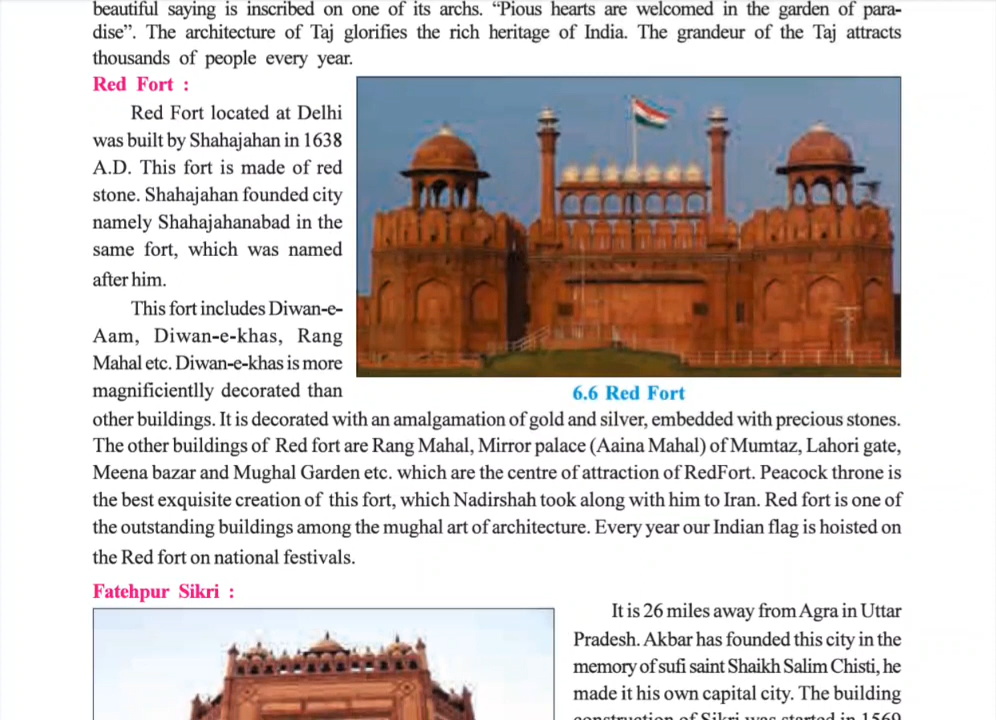 beautiful saying is inscribed on one of its archs. “Pious hearts are welcomed in the garden of para-
dise”. The architecture of Taj glorifies the rich heritage of India. The grandeur of the Taj attracts
thousands of people every year.
Red Fort :
Red Fort located at Delhi
was built by Shahajahan in 1638
A.D. This fort is made of red
stone. Shahajahan founded city
namely Shahajahanabad in the
same fort, which was named
after him.
This fort includes Diwan-e-
Aam, Diwan-e-khas, Rang
Mahal etc. Diwan-e-khas is more
magnificientlly decorated than
6.6 Red Fort
other buildings. It is decorated with an amalgamation of gold and silver, embedded with precious stones.
The other buildings of Red fort are Rang Mahal, Mirror palace (Aaina Mahal) of Mumtaz, Lahori gate,
Meena bazar and Mughal Garden etc. which are the centre of attraction of RedFort. Peacock throne is
the best exquisite creation of this fort, which Nadirshah took along with him to Iran. Red fort is one of
the outstanding buildings among the mughal art of architecture. Every year our Indian flag is hoisted on
the Red fort on national festivals.
Fatehpur Sikri :
It is 26 miles away from Agra in Uttar
Pradesh. Akbar has founded this city in the
memory of sufi saint Shaikh Salim Chisti, he
made it his own capital city. The building
construction of Sikri was started in 1569